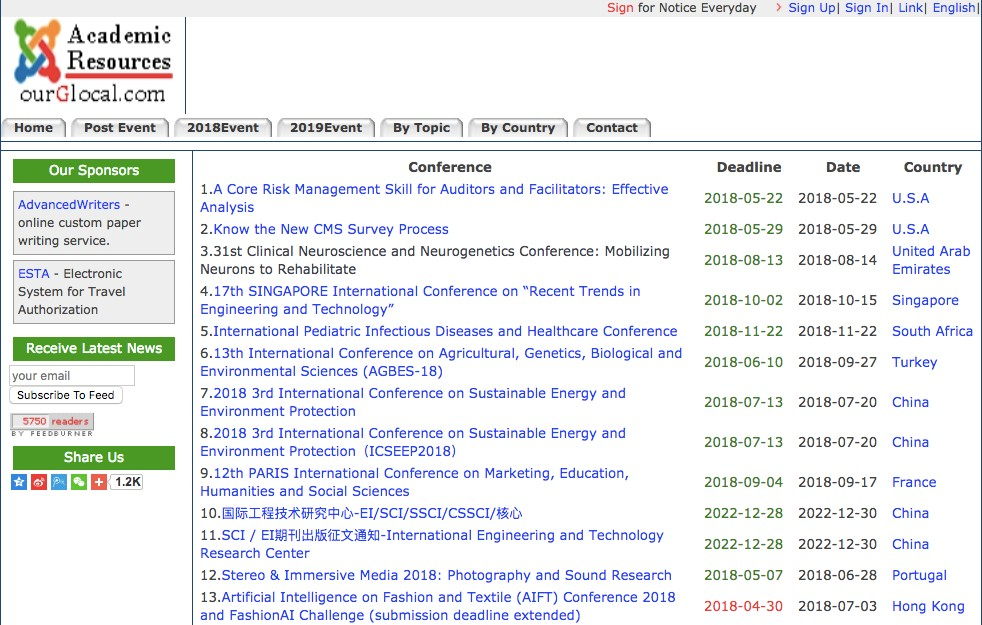 Sign for Notice Everyday > Sign Up| Sign In| Link| English|
Academic
Resources
ourGlocal.com
Home Post Event 2018Event 2019Event By Topic By Country Contact
Our Sponsors
AdvancedWriters -
online custom paper
writing service.
ESTA - Electronic
System for Travel
Authorization
Receive Latest News
your email
Subscribe To Feed
5750 readers
BY FEEDBURNER
Share Us
1.2K
Conference Deadline Date Country
1.A Core Risk Management Skill for Auditors and Facilitators: Effective
Analysis
2018-05-22 2018-05-22 U.S.A
2.Know the New CMS Survey Process 2018-05-29 2018-05-29 U.S.A
3.31st Clinical Neuroscience and Neurogenetics Conference: Mobilizing
Neurons to Rehabilitate
2018-08-13 2018-08-14 United Arab
Emirates
4.17th SINGAPORE International Conference on “Recent Trends in
Engineering and Technology”
2018-10-02 2018-10-15 Singapore
5.International Pediatric Infectious Diseases and Healthcare Conference 2018-11-22 2018-11-22 South Africa
6.13th International Conference on Agricultural, Genetics, Biological and
Environmental Sciences (AGBES-18)
2018-06-10 2018-09-27 Turkey
7.2018 3rd International Conference on Sustainable Energy and
Environment Protection
2018-07-13 2018-07-20 China
8.2018 3rd International Conference on Sustainable Energy and
Environment Protection（ICSEEP2018)
2018-07-13 2018-07-20 China
9.12th PARIS International Conference on Marketing, Education,
Humanities and Social Sciences
2018-09-04 2018-09-17 France
10.国际工程技术研究中心-EI/SCI/SSCI/CSSCI/核心 2022-12-28 2022-12-30 China
11.SCI / EI期刊出版征文通知-International Engineering and Technology
Research Center
2022-12-28 2022-12-30 China
12.Stereo & Immersive Media 2018: Photography and Sound Research 2018-05-07 2018-06-28 Portugal
13.Artificial Intelligence on Fashion and Textile (AIFT) Conference 2018
and FashionAI Challenge (submission deadline extended)
2018-04-30 2018-07-03 Hong Kong